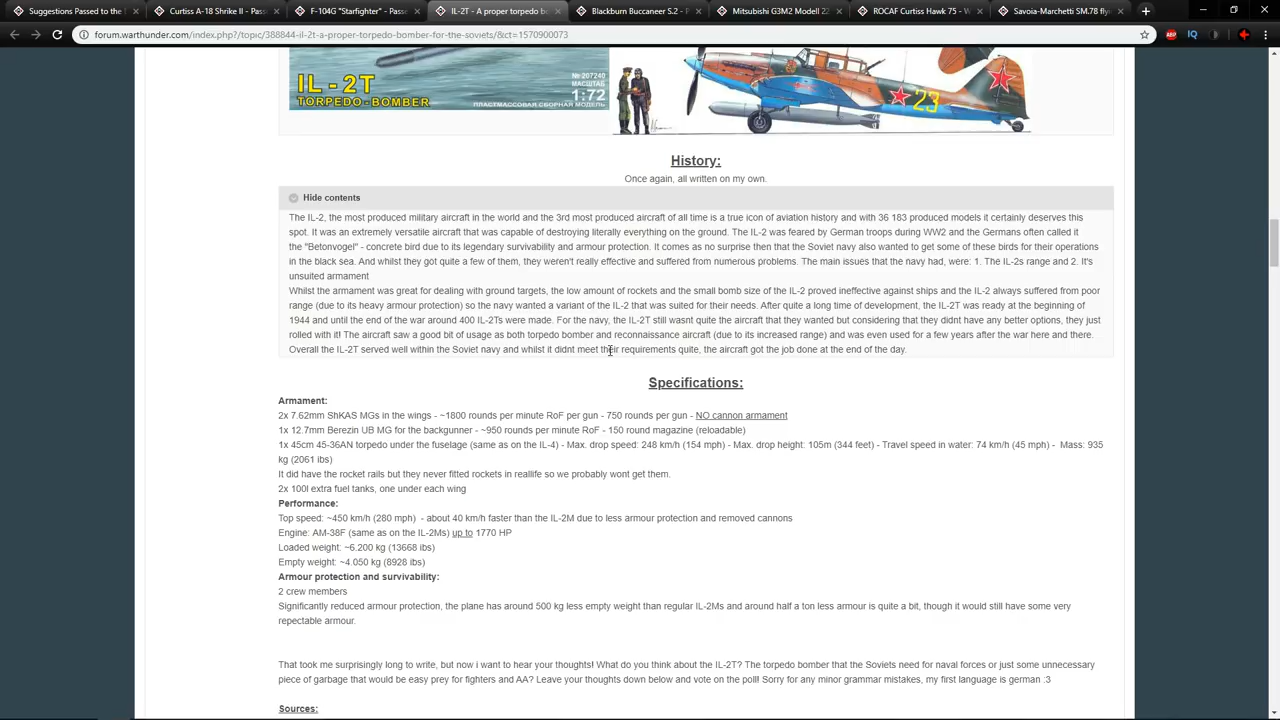 Suggestions Passed to the D
Curtiss A-18 Shrike II - Passe
F-104G "Starfighter" - Passe
IL-2T - A proper torpedo b
Blackburn Buccaneer S.2 - P
Mitsubishi G3M2 Model 22
ROCAF Curtiss Hawk 75 - W
Savoia-Marchetti SM.78 flyi
forum.warthunder.com/index.php?/topic/388844-il-2t-a-proper-torpedo-bomber-for-the-soviets/&ct=1570900073
ABP
IQ
IL-2T
TORPEDO-BOMBER
№ 207240
МАСШТАБ
1:72
ПЛАСТМАССОВАЯ СБОРНАЯ МОДЕЛЬ
23
History:
Once again, all written on my own.
Hide contents
The IL-2, the most produced military aircraft in the world and the 3rd most produced aircraft of all time is a true icon of aviation history and with 36 183 produced models it certainly deserves this
spot. It was an extremely versatile aircraft that was capable of destroying literally everything on the ground. The IL-2 was feared by German troops during WW2 and the Germans often called it
the "Betonvogel" - concrete bird due to its legendary survivability and armour protection. It comes as no surprise then that the Soviet navy also wanted to get some of these birds for their operations
in the black sea. And whilst they got quite a few of them, they weren't really effective and suffered from numerous problems. The main issues that the navy had, were: 1. The IL-2s range and 2. It's
unsuited armament
Whilst the armament was great for dealing with ground targets, the low amount of rockets and the small bomb size of the IL-2 proved ineffective against ships and the IL-2 always suffered from poor
range (due to its heavy armour protection) so the navy wanted a variant of the IL-2 that was suited for their needs. After quite a long time of development, the IL-2T was ready at the beginning of
1944 and until the end of the war around 400 IL-2Ts were made. For the navy, the IL-2T still wasnt quite the aircraft that they wanted but considering that they didnt have any better options, they just
rolled with it! The aircraft saw a good bit of usage as both torpedo bomber and reconnaissance aircraft (due to its increased range) and was even used for a few years after the war here and there.
Overall the IL-2T served well within the Soviet navy and whilst it didnt meet their requirements quite, the aircraft got the job done at the end of the day.
Specifications:
Armament:
2x 7.62mm ShKAS MGs in the wings - ~1800 rounds per minute RoF per gun - 750 rounds per gun - NO cannon armament
1x 12.7mm Berezin UB MG for the backgunner - ~950 rounds per minute RoF - 150 round magazine (reloadable)
1x 45cm 45-36AN torpedo under the fuselage (same as on the IL-4) - Max. drop speed: 248 km/h (154 mph) - Max. drop height: 105m (344 feet) - Travel speed in water: 74 km/h (45 mph) - Mass: 935
kg (2061 ibs)
It did have the rocket rails but they never fitted rockets in reallife so we probably wont get them.
2x 100l extra fuel tanks, one under each wing
Performance:
Top speed: ~450 km/h (280 mph) - about 40 km/h faster than the IL-2M due to less armour protection and removed cannons
Engine: AM-38F (same as on the IL-2Ms) up to 1770 HP
Loaded weight: ~6.200 kg (13668 ibs)
Empty weight: ~4.050 kg (8928 ibs)
Armour protection and survivability:
2 crew members
Significantly reduced armour protection, the plane has around 500 kg less empty weight than regular IL-2Ms and around half a ton less armour is quite a bit, though it would still have some very
repectable armour.
That took me surprisingly long to write, but now i want to hear your thoughts! What do you think about the IL-2T? The torpedo bomber that the Soviets need for naval forces or just some unnecessary
piece of garbage that would be easy prey for fighters and AA? Leave your thoughts down below and vote on the poll! Sorry for any minor grammar mistakes, my first language is german :3
Sources: